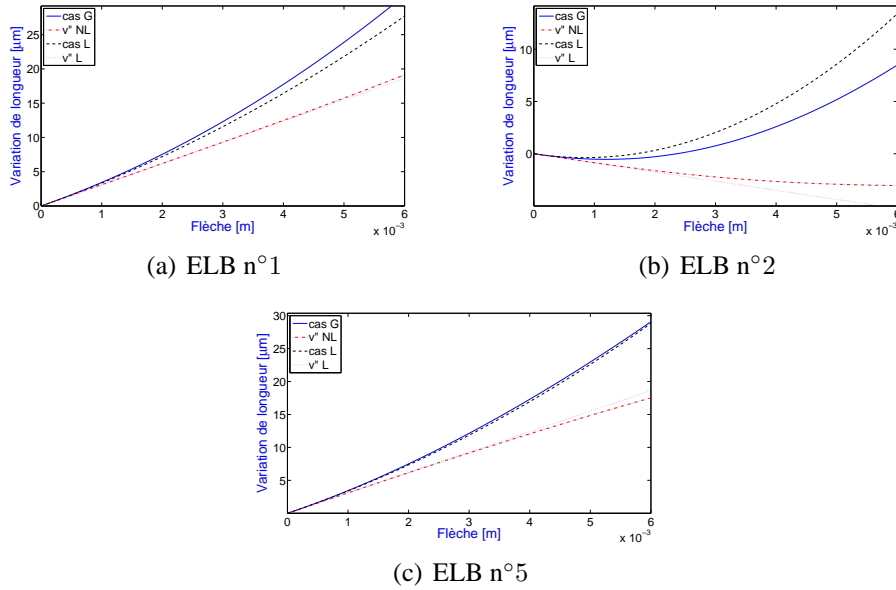 cas G
v" NL
cas L
v" L
Variation de longueur [µm]
25
20
15
10
5
0
0 1 2 3 4 5 6
Flèche [m]
x 10⁻³
(a) ELB n°1
cas G
v" NL
cas L
v" L
Variation de longueur [µm]
10
5
0
0 1 2 3 4 5 6
Flèche [m]
x 10⁻³
(b) ELB n°2
cas G
v" NL
cas L
v" L
Variation de longueur [µm]
30
25
20
15
10
5
0 1 2 3 4 5 6
Flèche [m]
x 10⁻³
(c) ELB n°5